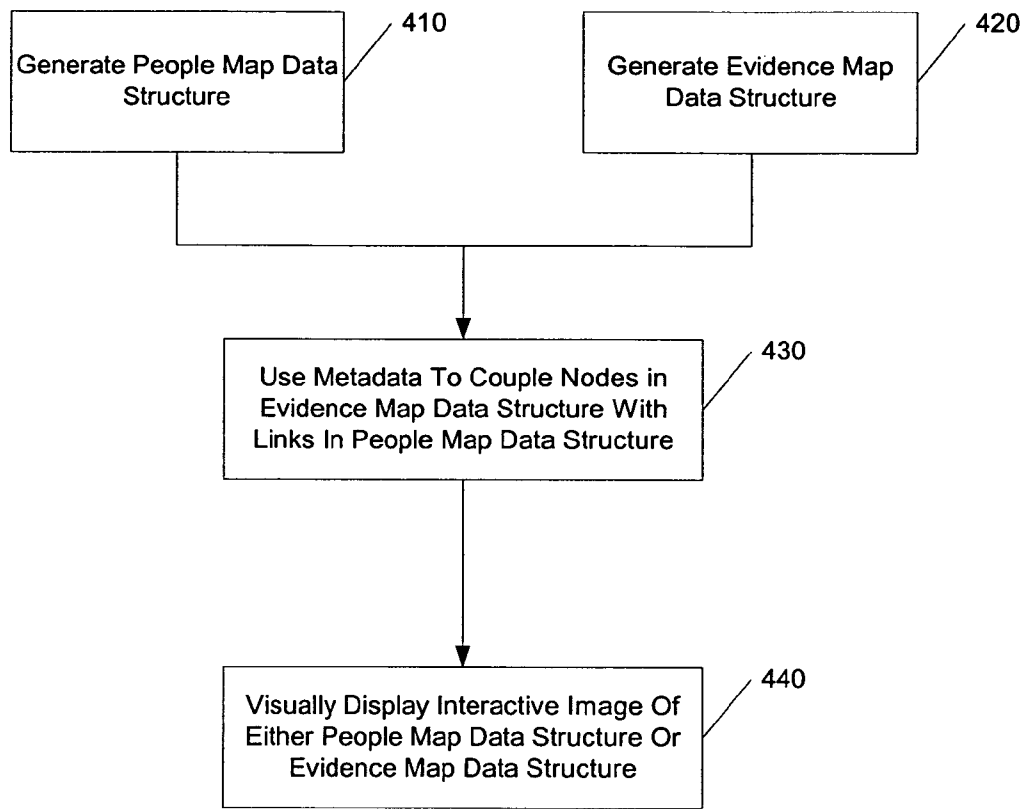 410
Generate People Map Data
Structure
420
Generate Evidence Map
Data Structure
430
Use Metadata To Couple Nodes in
Evidence Map Data Structure With
Links In People Map Data Structure
440
Visually Display Interactive Image Of
Either People Map Data Structure Or
Evidence Map Data Structure